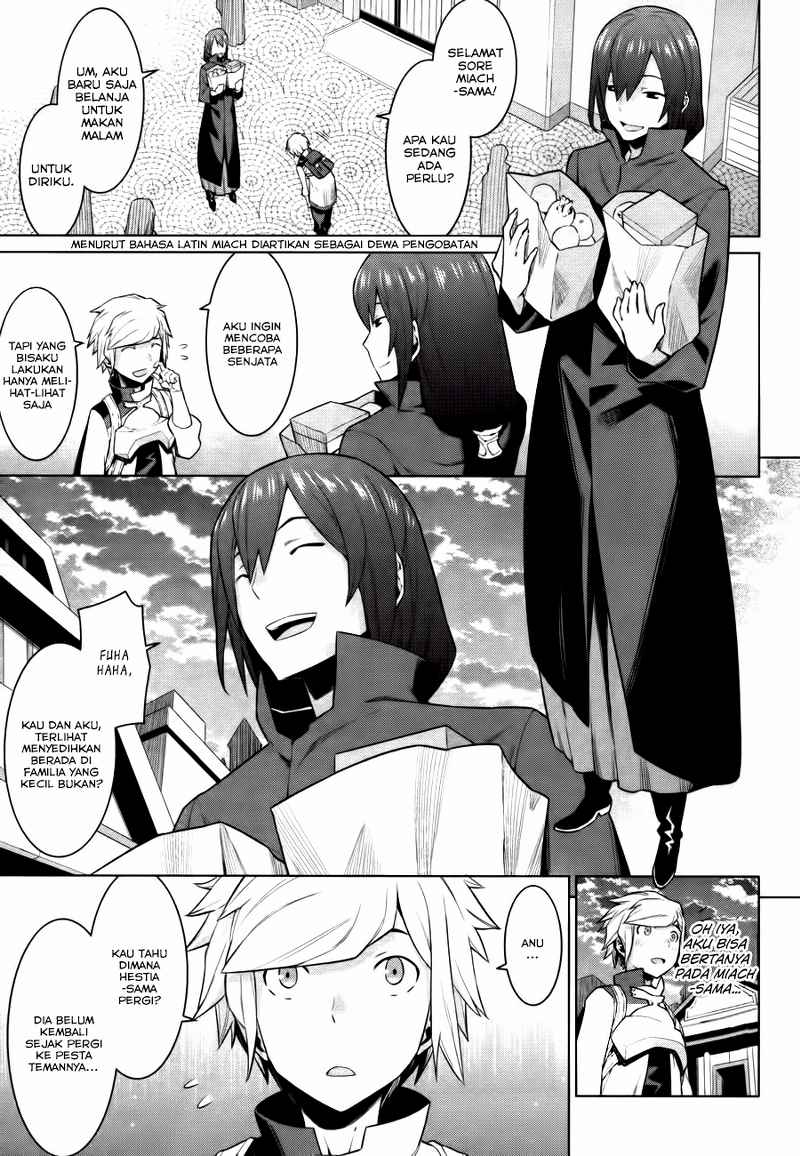 SELAMAT
SORE
MIACH
-SAMA!
APA KAU
SEDANG
ADA
PERLU?
UM, AKU
BARU SAJA
BELANJA
UNTUK
MAKAN
MALAM
UNTUK
DIRIKU.
MENURUT BAHASA LATIN MIACH DIARTIKAN SEBAGAI DEWA PENGOBATAN
AKU INGIN
MENCOBA
BEBERAPA
SENJATA
TAPI YANG
BISAKU
LAKUKAN
HANYA MELI-
HAT-LIHAT
SAJA
FUHA
HAHA,
KAU DAN AKU,
TERLIHAT
MENYEDIHKAN
BERADA DI
FAMILIA YANG
KECIL BUKAN?
OH IYA,
AKU BISA
BERTANYA
PADA MIACH
-SAMA...
ANU
...
KAU TAHU
DIMANA
HESTIA
-SAMA
PERGI?
DIA BELUM
KEMBALI
SEJAK PERGI
KE PESTA
TEMANNYA...